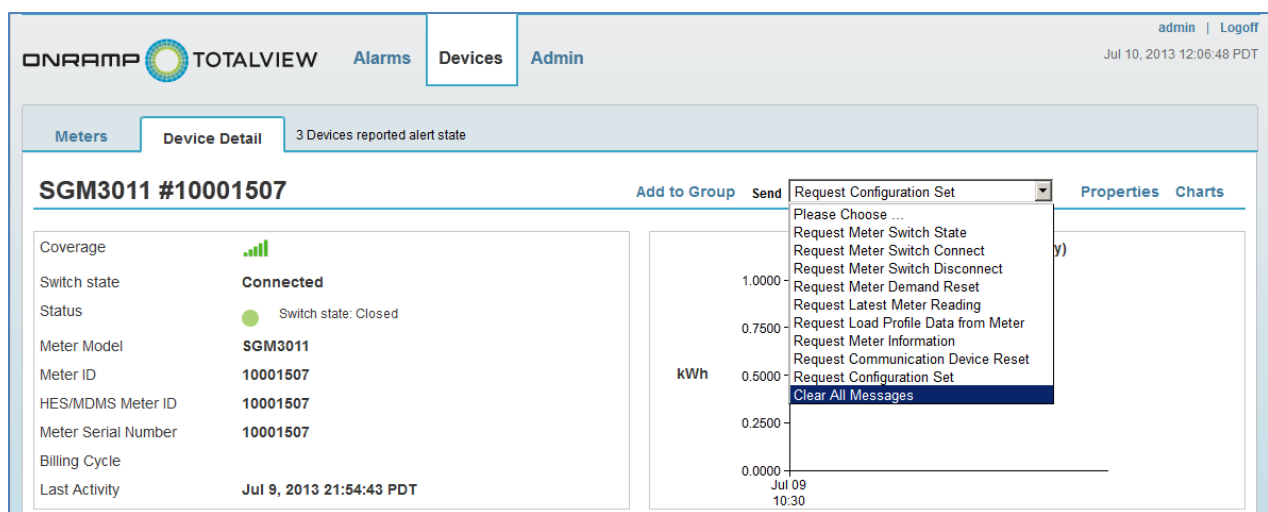 admin | Logoff
ONRAMP TOTALVIEW Alarms Devices Admin
Jul 10, 2013 12:06:48 PDT
Meters Device Detail 3 Devices reported alert state
SGM3011 #10001507
Add to Group Send Request Configuration Set Properties Charts
Please Choose ...
Request Meter Switch State
Request Meter Switch Connect
Request Meter Switch Disconnect
Request Meter Demand Reset
Request Latest Meter Reading
Request Load Profile Data from Meter
Request Meter Information
Request Communication Device Reset
Request Configuration Set
Clear All Messages
Coverage
Switch state Connected
Status Switch state: Closed
Meter Model SGM3011
Meter ID 10001507
HES/MDMS Meter ID 10001507
Meter Serial Number 10001507
Billing Cycle
Last Activity Jul 9, 2013 21:54:43 PDT
y)
1.0000
0.7500
kWh 0.5000
0.2500
0.0000
Jul 09
10:30